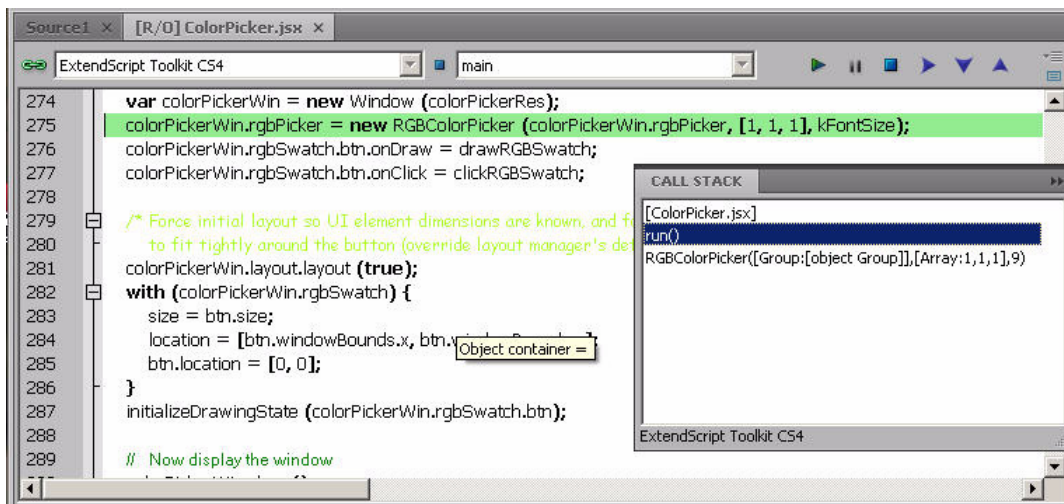 Source1 × [R/O] ColorPicker.jsx ×
ExtendScript Toolkit CS4 main
274 var colorPickerWin = new Window (colorPickerRes);
275 colorPickerWin.rgbPicker = new RGBColorPicker (colorPickerWin.rgbPicker, [1, 1, 1], kFontSize);
276 colorPickerWin.rgbSwatch.btn.onDraw = drawRGBSwatch;
277 colorPickerWin.rgbSwatch.btn.onClick = clickRGBSwatch;
278
279 /* Force initial layout so UI element dimensions are known, and
280 to fit tightly around the button (override layout manager's
281 colorPickerWin.layout.layout (true);
282 with (colorPickerWin.rgbSwatch) {
283 size = btn.size;
284 location = [btn.windowBounds.x, btn.
285 btn.location = [0, 0];
286 }
287 initializeDrawingState (colorPickerWin.rgbSwatch.btn);
288
289 // Now display the window
Object container =
CALL STACK
[ColorPicker.jsx]
run()
RGBColorPicker([Group:[object Group]],[Array:1,1,1],9)
ExtendScript Toolkit CS4